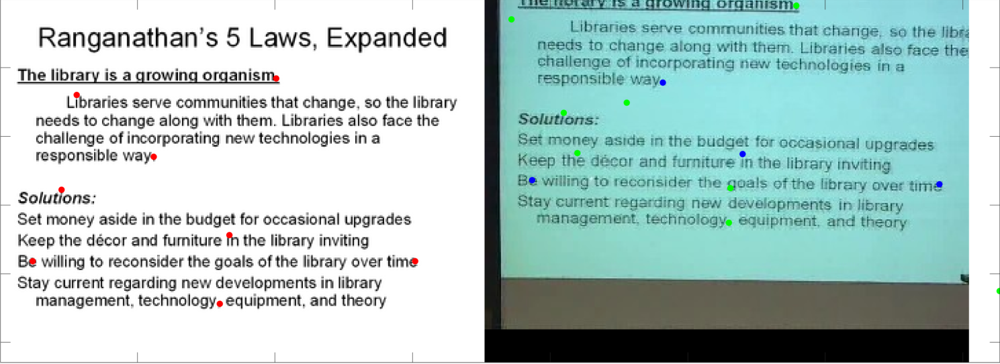 Ranganathan's 5 Laws, Expanded
The library is a growing organism.
Libraries serve communities that change, so the library
needs to change along with them. Libraries also face the
challenge of incorporating new technologies in a
responsible way.
Solutions:
Set money aside in the budget for occasional upgrades
Keep the décor and furniture in the library inviting
Be willing to reconsider the goals of the library over time
Stay current regarding new developments in library
management, technology, equipment, and theory
The library is a growing organism.
Libraries serve communities that change, so the libra
needs to change along with them. Libraries also face the
challenge of incorporating new technologies in a
responsible way.
Solutions:
Set money aside in the budget for occasional upgrades
Keep the décor and furniture in the library inviting
Be willing to reconsider the goals of the library over time
Stay current regarding new developments in library
management, technology, equipment, and theory